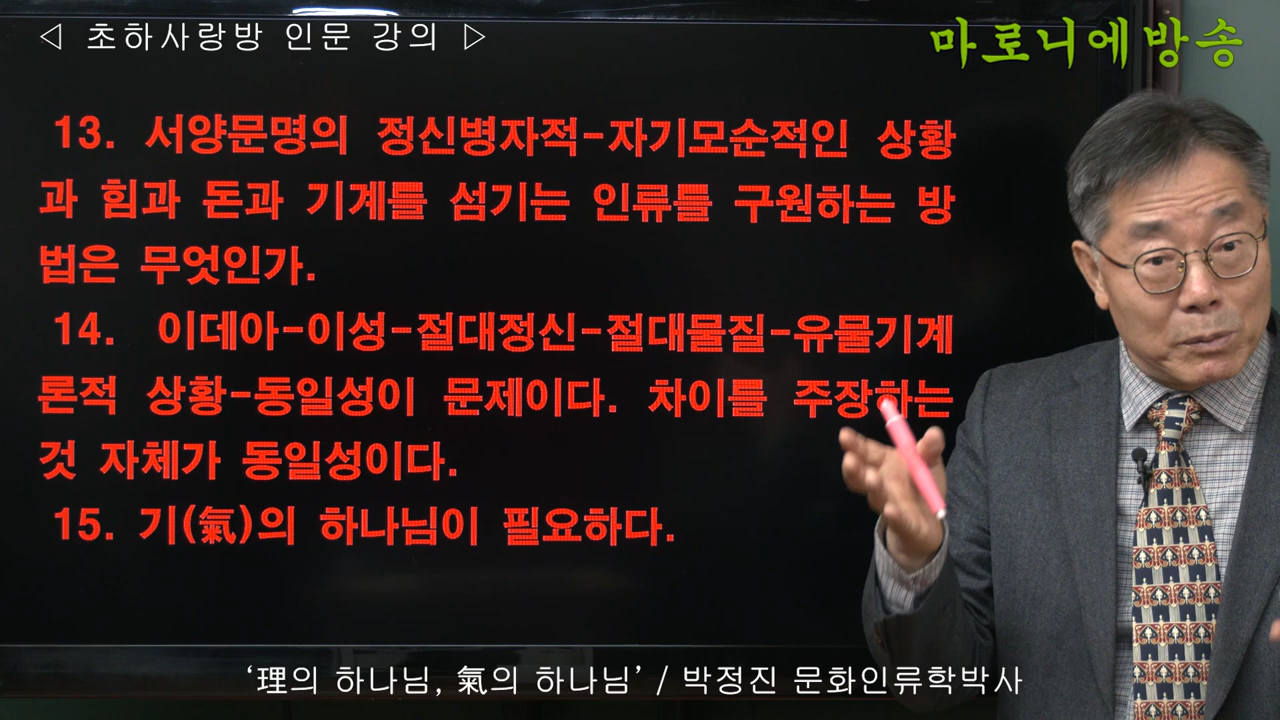 ◁ 초하사랑방 인문 강의 ▷
마로니에방송
13. 서양문명의 정신병자적-자기모순적인 상황
과 힘과 돈과 기계를 섬기는 인류를 구원하는 방
법은 무엇인가.
14. 이데아-이성-절대정신-절대물질-유물기계
론적 상황-동일성이 문제이다. 차이를 주장하는
것 자체가 동일성이다.
15. 기(氣)의 하나님이 필요하다.
‘理의 하나님, 氣의 하나님’ / 박정진 문화인류학박사